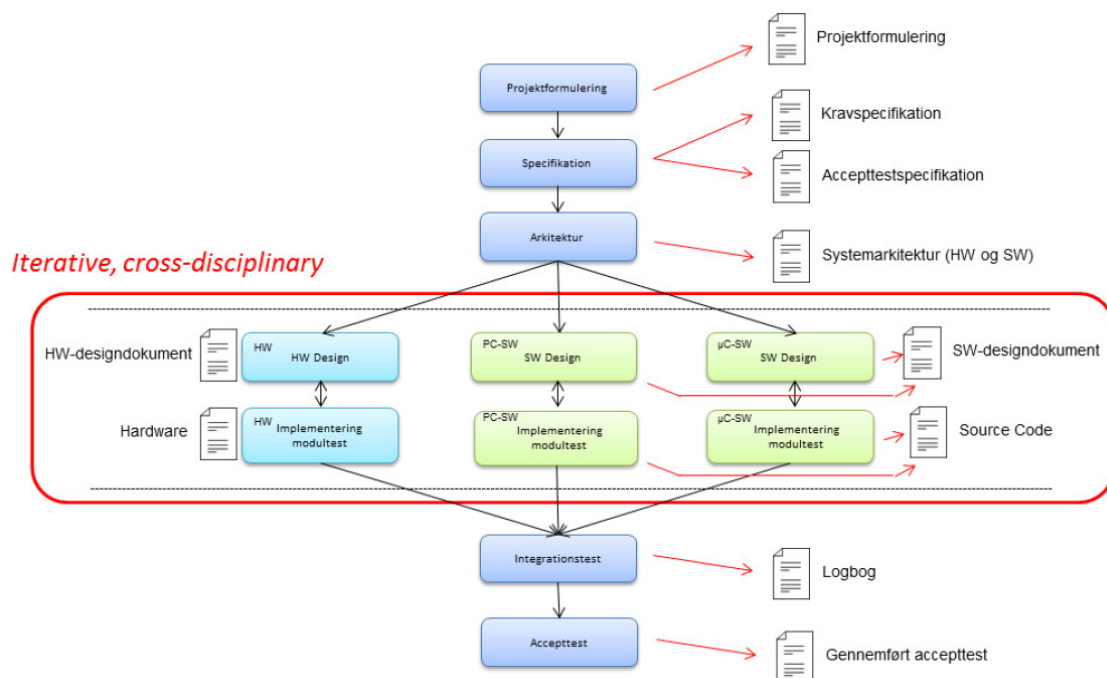 Projektformulering
Projektformulering
Kravspecifikation
Specifikation
Accepttestspecifikation
Arkitektur
Systemarkitektur (HW og SW)
Iterative, cross-disciplinary
HW-designdokument
HW
HW Design
PC-SW
SW Design
µC-SW
SW Design
SW-designdokument
Hardware
HW
Implementering
modultest
PC-SW
Implementering
modultest
µC-SW
Implementering
modultest
Source Code
Integrationstest
Logbog
Accepttest
Gennemført accepttest